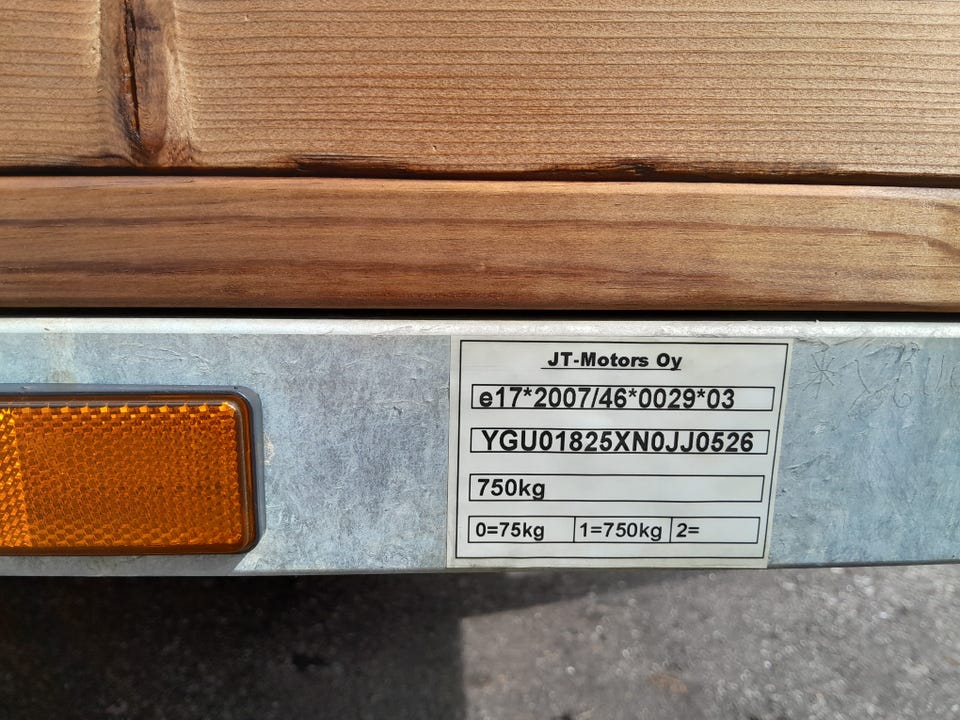 JT-Motors Oy
e17*2007/46*0029*03
YGU01825XN0JJ0526
750kg
0=75kg 1=750kg 2=